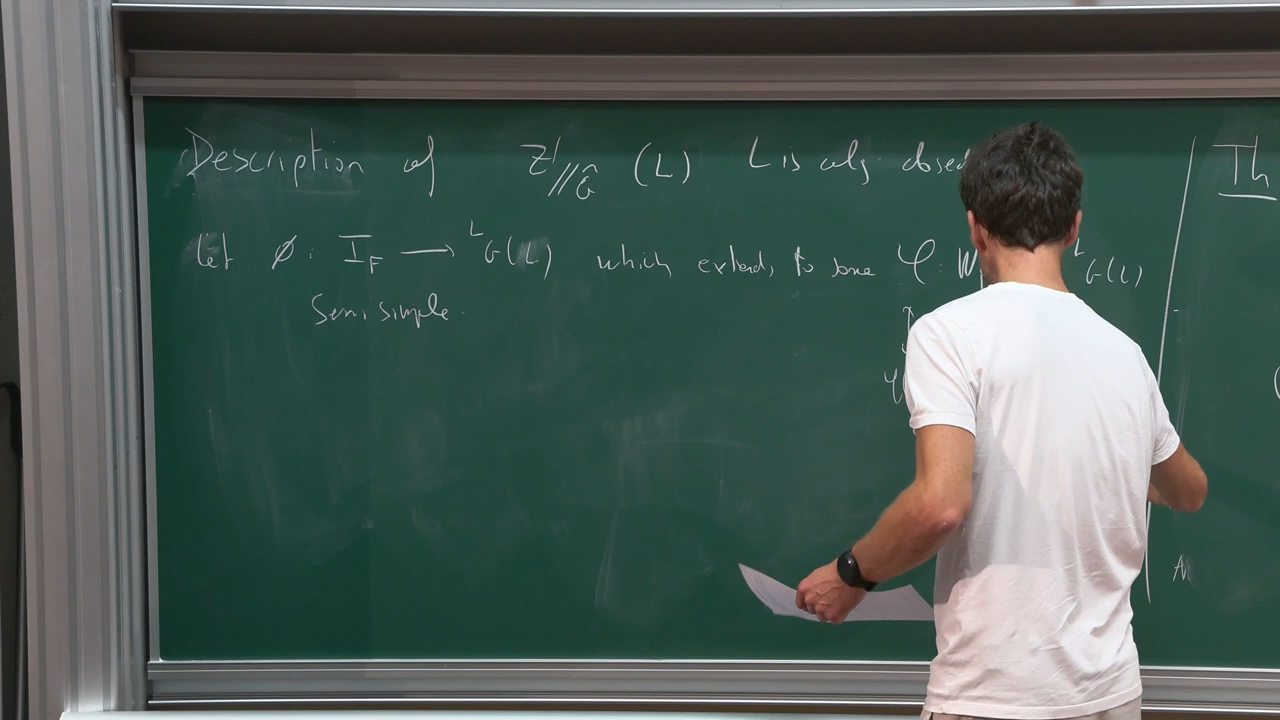 Description of Z¹//Ĝ (L) L is alg. closed
Let ϕ: I_F ⟶ ᴸG(L) which extends to some φ: W ᴸG(L)
Semi simple.
Th